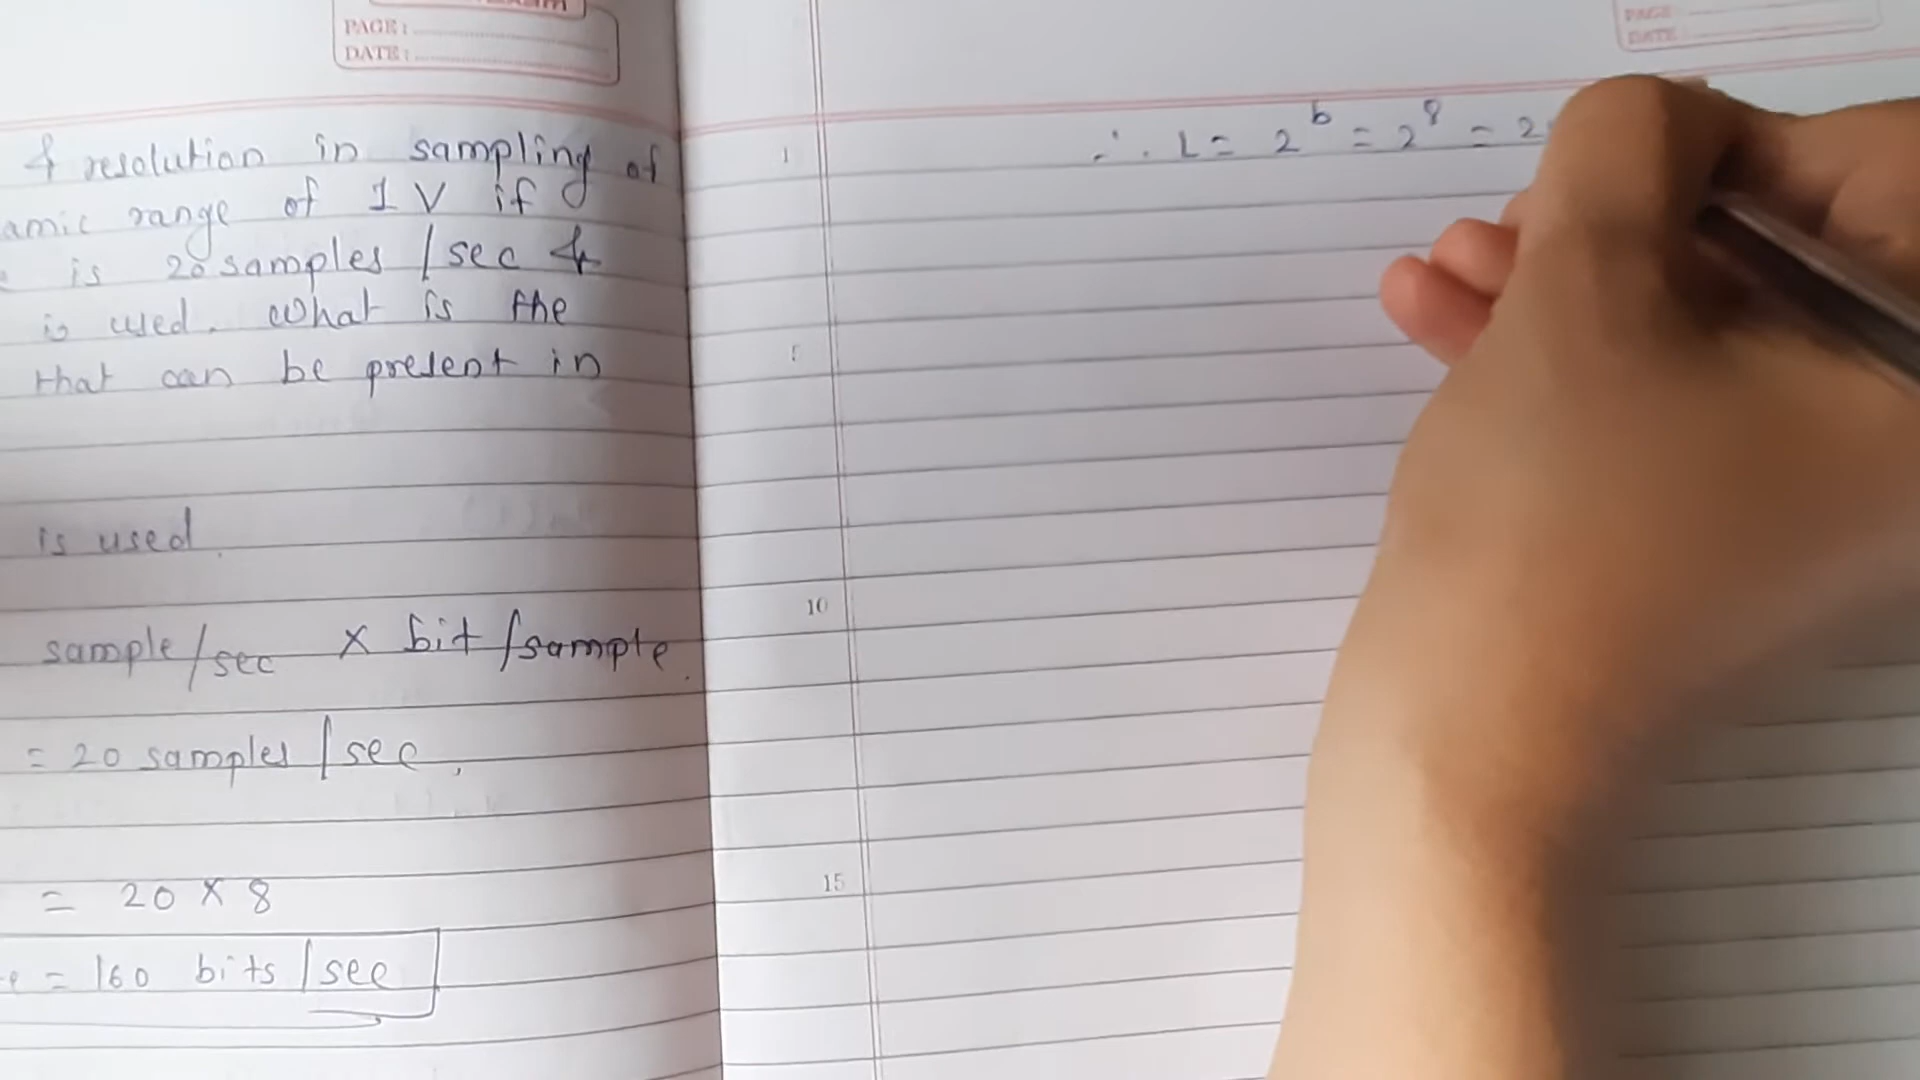 PAGE :
DATE :
& resolution in sampling of
amic range of 1 V if
is 20 samples / sec &
is used. What is the
that can be present in
is used.
sample/sec × bit /sample.
= 20 samples / sec,
= 20 × 8
= 160 bits / sec
PAGE
DATE
1
∴ L = 2^b = 2^8 = 2
5
10
15